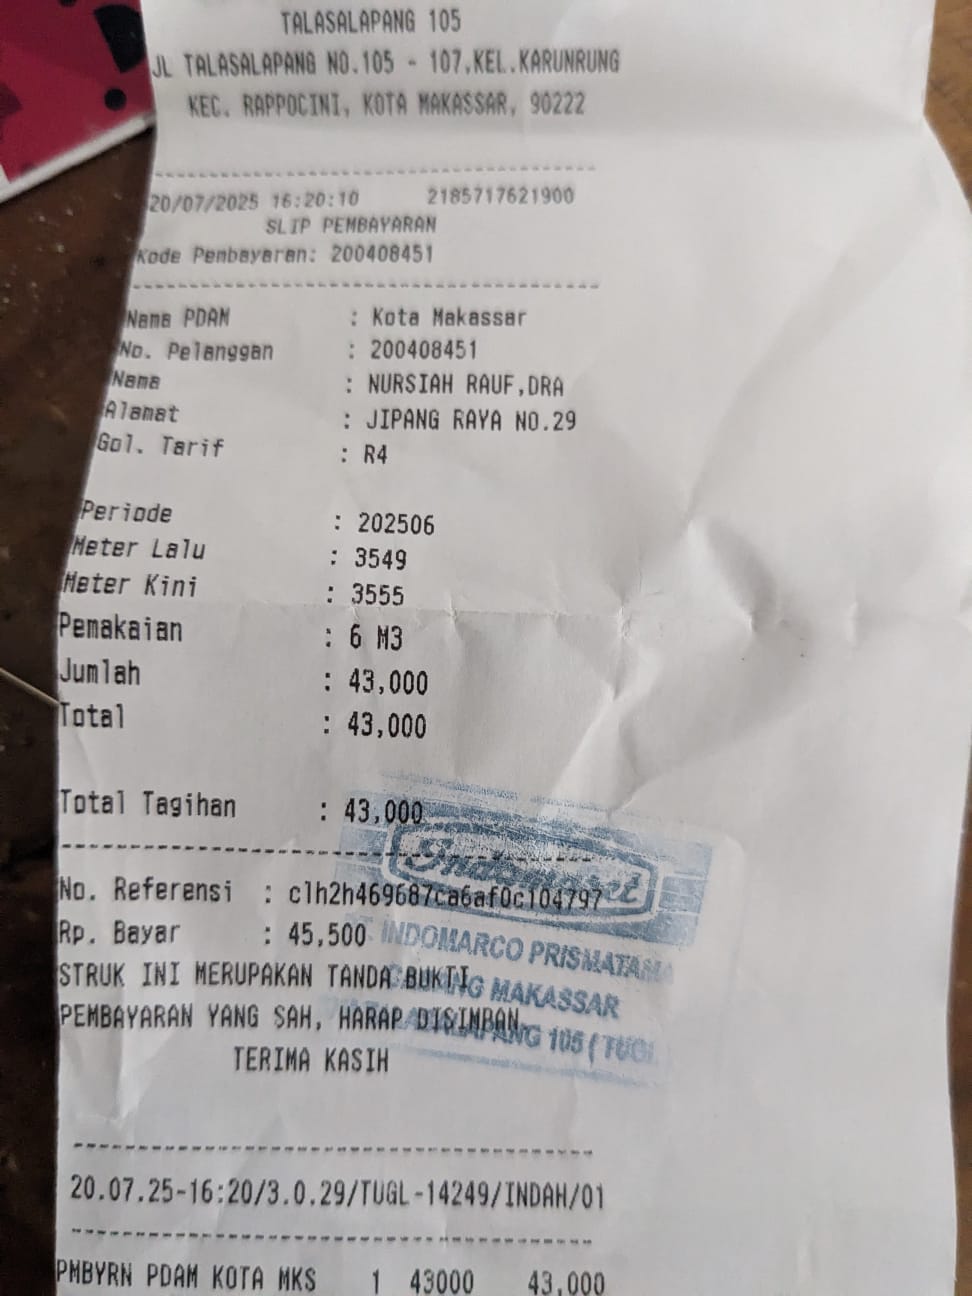 TALASALAPANG 105
JL TALASALAPANG NO.105 - 107,KEL.KARUNRUNG
KEC. RAPPOCINI, KOTA MAKASSAR, 90222
20/07/2025 16:20:10 2185717621900
SLIP PEMBAYARAN
Kode Pembayaran: 200408451
Nama PDAM : Kota Makassar
No. Pelanggan : 200408451
Nama : NURSIAH RAUF,DRA
Alamat : JIPANG RAYA NO.29
Gol. Tarif : R4
Periode : 202506
Meter Lalu : 3549
Meter Kini : 3555
Pemakaian : 6 M3
Jumlah : 43,000
Total : 43,000
Total Tagihan : 43,000
Indomaret
No. Referensi : c1h2h469687ca6af0c104797
Rp. Bayar : 45,500
INDOMARCO PRISMATAMA
STRUK INI MERUPAKAN TANDA BUKTI
MAKASSAR
PEMBAYARAN YANG SAH, HARAP DISIMPAN.
105 ( TUGL
TERIMA KASIH
20.07.25-16:20/3.0.29/TUGL-14249/INDAH/01
PMBYRN PDAM KOTA MKS 1 43000 43,000